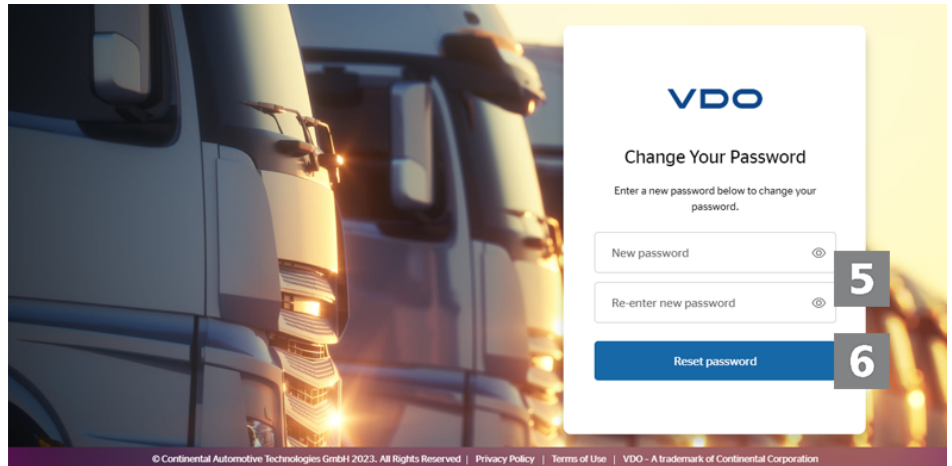 VDO
Change Your Password
Enter a new password below to change your
password.
New password
5
Re-enter new password
Reset password
6
© Continental Automotive Technologies GmbH 2023. All Rights Reserved | Privacy Policy | Terms of Use | VDO – A trademark of Continental Corporation